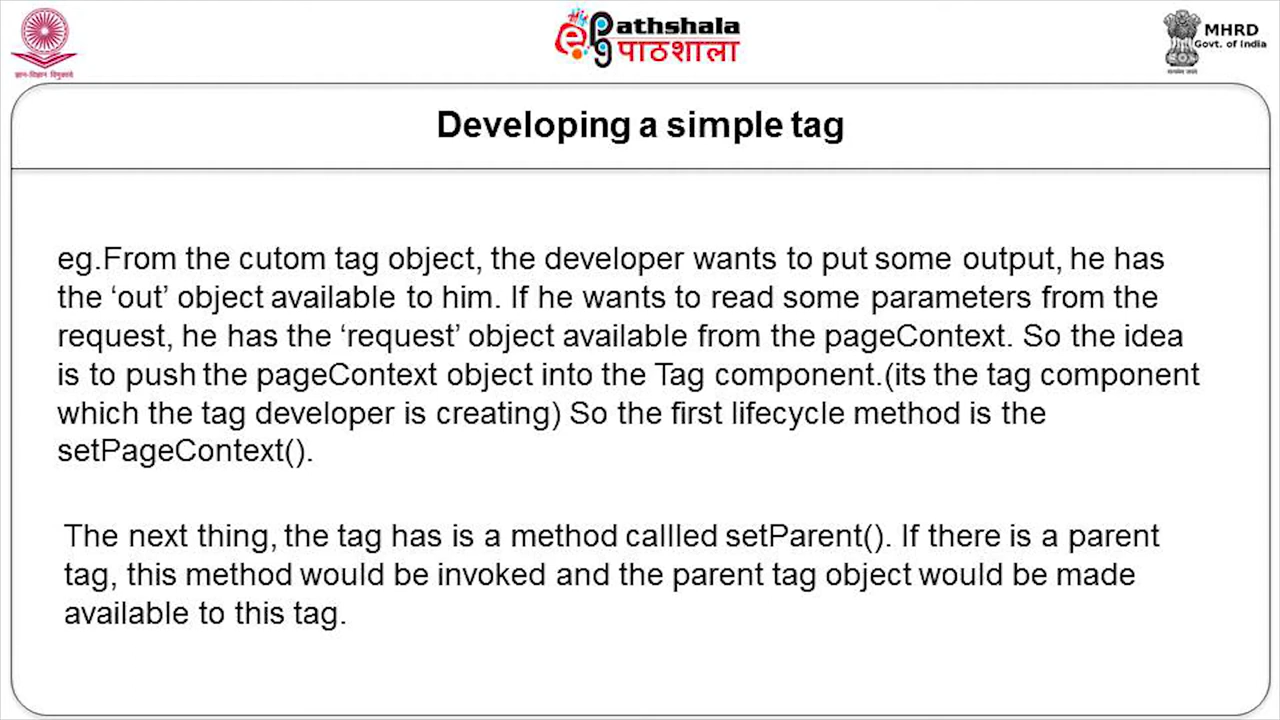 Pathshala
पाठशाला
MHRD
Govt. of India
Developing a simple tag
eg.From the cutom tag object, the developer wants to put some output, he has
the ‘out’ object available to him. If he wants to read some parameters from the
request, he has the ‘request’ object available from the pageContext. So the idea
is to push the pageContext object into the Tag component.(its the tag component
which the tag developer is creating) So the first lifecycle method is the
setPageContext().
The next thing, the tag has is a method callled setParent(). If there is a parent
tag, this method would be invoked and the parent tag object would be made
available to this tag.